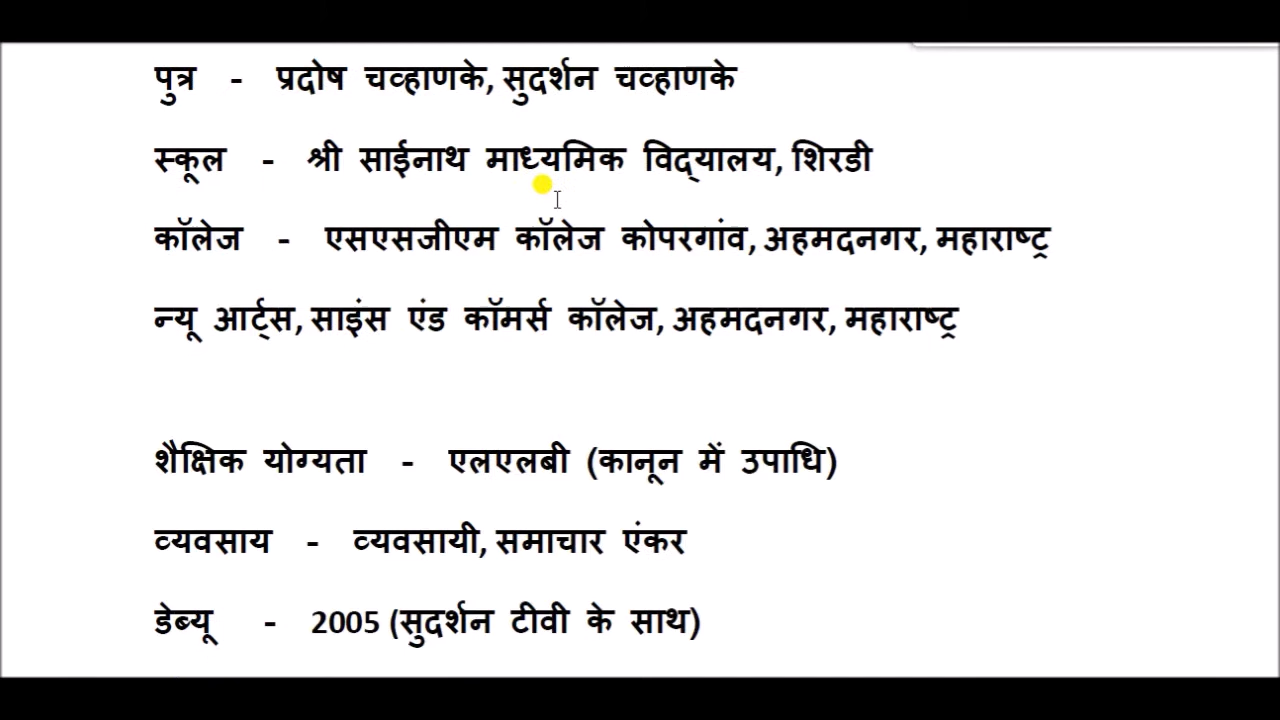 पुत्र - प्रदोष चव्हाणके, सुदर्शन चव्हाणके
स्कूल - श्री साईनाथ माध्यमिक विद्यालय, शिरडी
कॉलेज - एसएसजीएम कॉलेज कोपरगांव, अहमदनगर, महाराष्ट्र
न्यू आर्ट्स, साइंस एंड कॉमर्स कॉलेज, अहमदनगर, महाराष्ट्र
शैक्षिक योग्यता - एलएलबी (कानून में उपाधि)
व्यवसाय - व्यवसायी, समाचार एंकर
डेब्यू - 2005 (सुदर्शन टीवी के साथ)